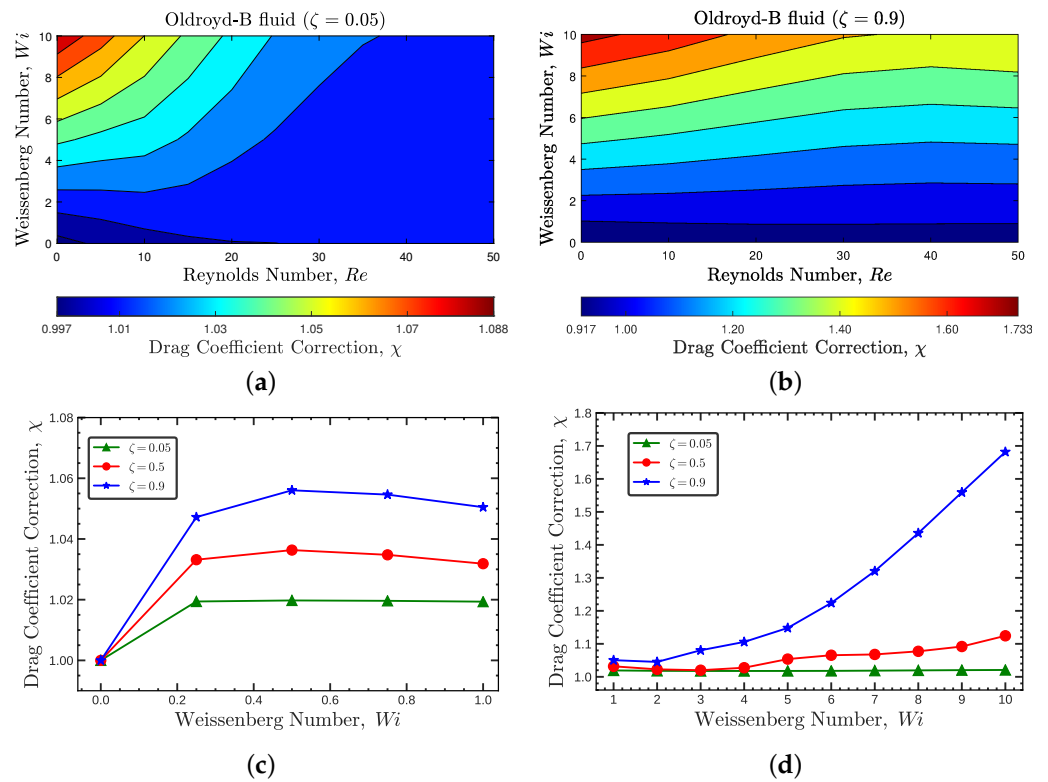 Oldroyd-B fluid (ζ = 0.05)
Weissenberg Number, Wi
10
8
6
4
2
0
0 10 20 30 40 50
Reynolds Number, Re
0.997 1.01 1.03 1.05 1.07 1.088
Drag Coefficient Correction, χ
(a)
Oldroyd-B fluid (ζ = 0.9)
Weissenberg Number, Wi
10
8
6
4
2
0
0 10 20 30 40 50
Reynolds Number, Re
0.917 1.00 1.20 1.40 1.60 1.733
Drag Coefficient Correction, χ
(b)
Drag Coefficient Correction, χ
1.08
1.06
1.04
1.02
1.00
ζ = 0.05
ζ = 0.5
ζ = 0.9
0.0 0.2 0.4 0.6 0.8 1.0
Weissenberg Number, Wi
(c)
Drag Coefficient Correction, χ
1.8
1.7
1.6
1.5
1.4
1.3
1.2
1.1
1.0
ζ = 0.05
ζ = 0.5
ζ = 0.9
1 2 3 4 5 6 7 8 9 10
Weissenberg Number, Wi
(d)